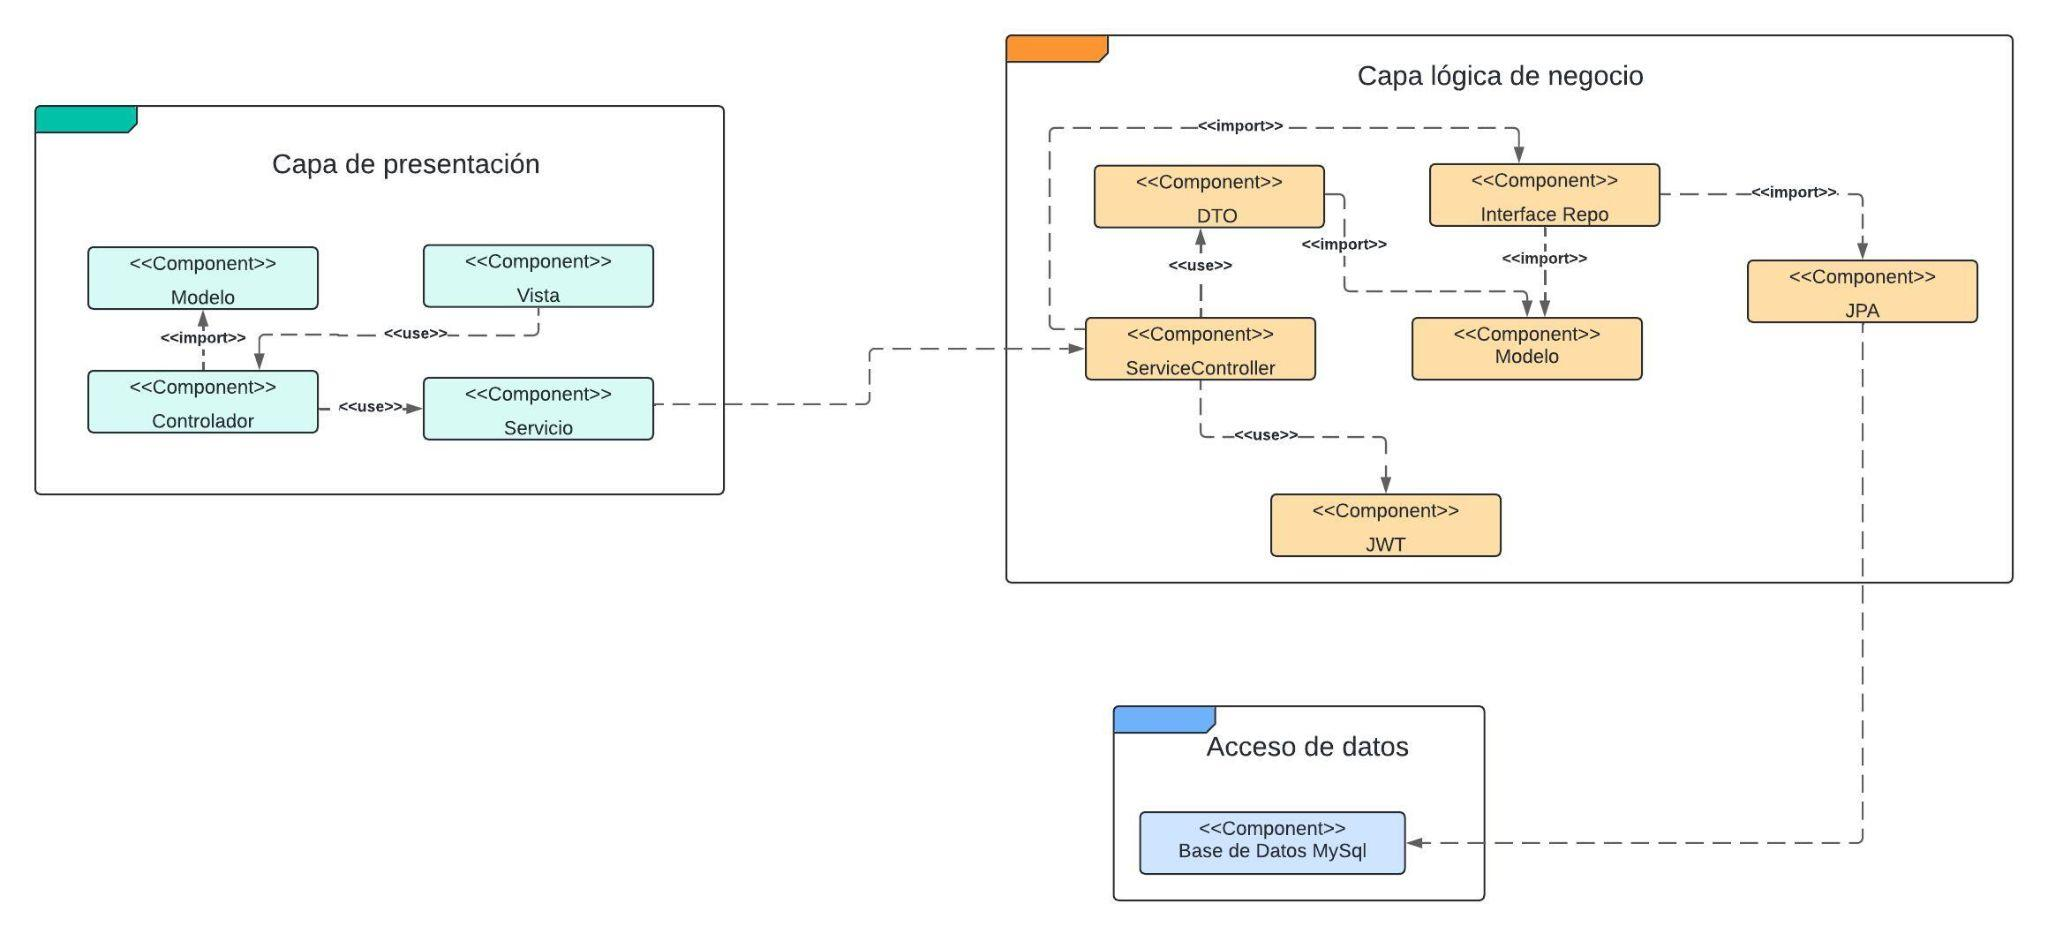 Capa de presentación
<<Component>>
Modelo
<<Component>>
Vista
<<import>>
<<use>>
<<Component>>
Controlador
<<use>>
<<Component>>
Servicio
Capa lógica de negocio
<<import>>
<<Component>>
DTO
<<Component>>
Interface Repo
<<import>>
<<import>>
<<import>>
<<use>>
<<Component>>
JPA
<<Component>>
ServiceController
<<Component>>
Modelo
<<use>>
<<Component>>
JWT
Acceso de datos
<<Component>>
Base de Datos MySql